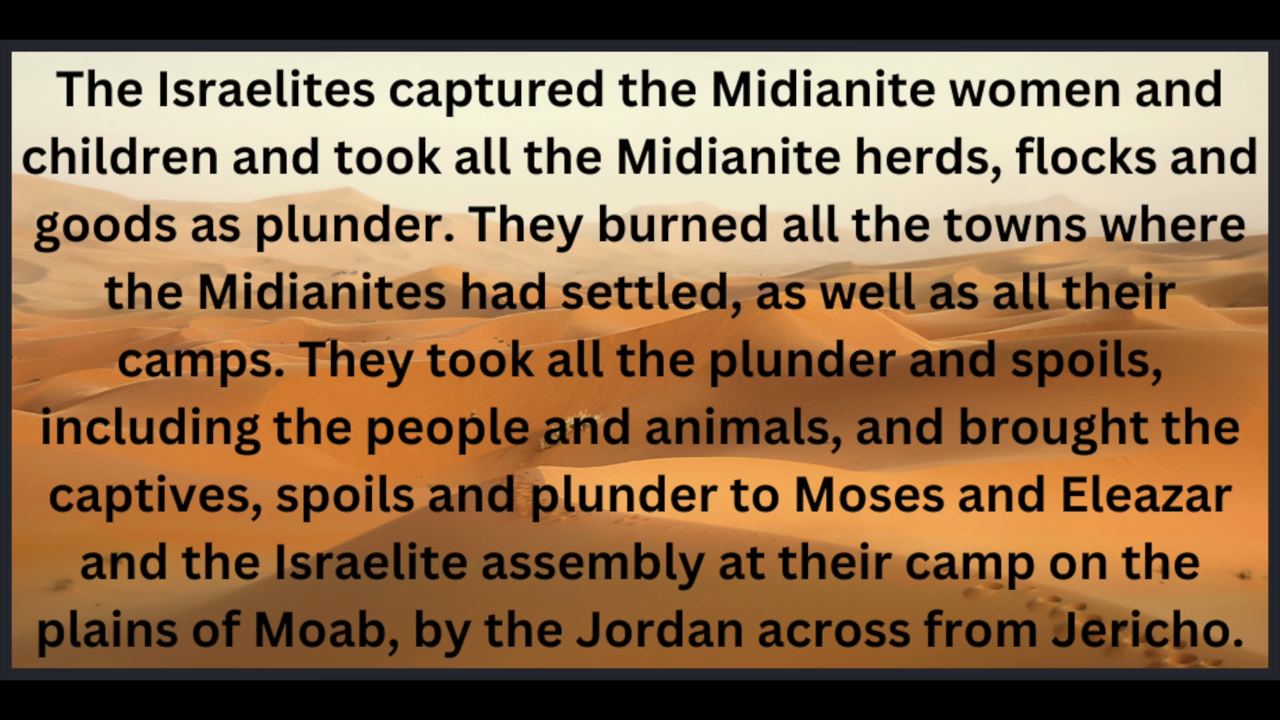 The Israelites captured the Midianite women and
children and took all the Midianite herds, flocks and
goods as plunder. They burned all the towns where
the Midianites had settled, as well as all their
camps. They took all the plunder and spoils,
including the people and animals, and brought the
captives, spoils and plunder to Moses and Eleazar
and the Israelite assembly at their camp on the
plains of Moab, by the Jordan across from Jericho.